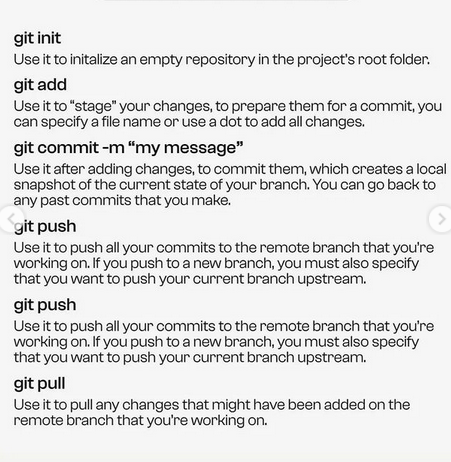 git init
Use it to initalize an empty repository in the project's root folder.
git add
Use it to “stage” your changes, to prepare them for a commit, you
can specify a file name or use a dot to add all changes.
git commit -m “my message”
Use it after adding changes, to commit them, which creates a local
snapshot of the current state of your branch. You can go back to
any past commits that you make.
git push
Use it to push all your commits to the remote branch that you're
working on. If you push to a new branch, you must also specify
that you want to push your current branch upstream.
git push
Use it to push all your commits to the remote branch that you're
working on. If you push to a new branch, you must also specify
that you want to push your current branch upstream.
git pull
Use it to pull any changes that might have been added on the
remote branch that you're working on.